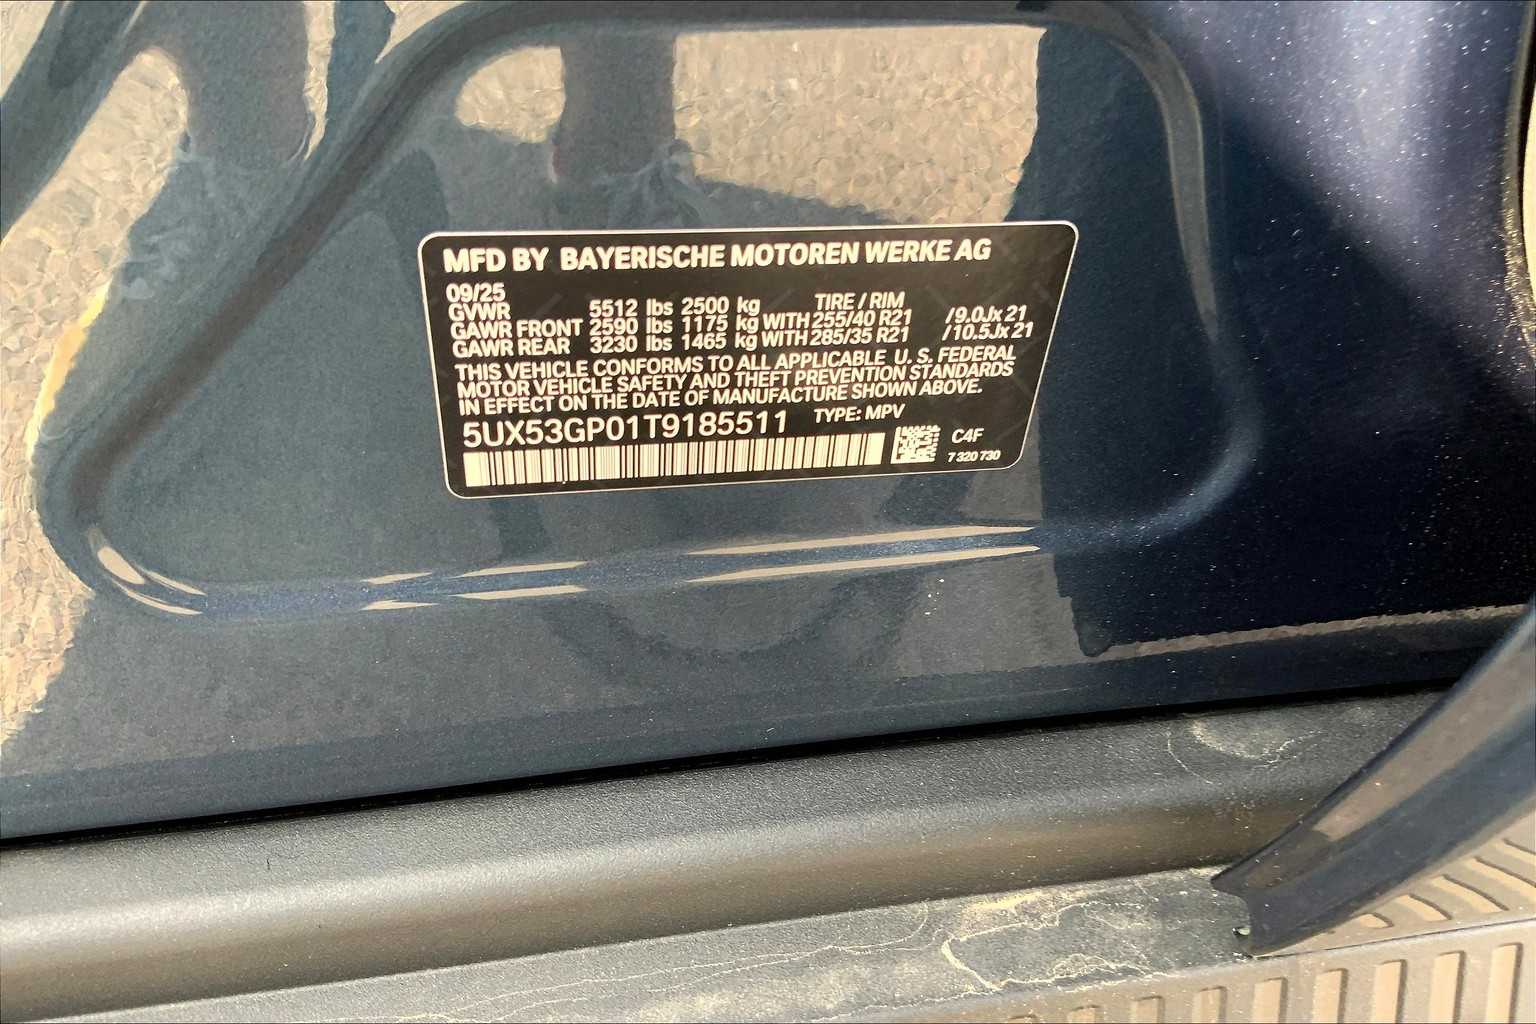 MFD BY BAYERISCHE MOTOREN WERKE AG
09/25
GVWR 5512 lbs 2500 kg TIRE / RIM
GAWR FRONT 2590 lbs 1175 kg WITH 255/40 R21 /9.0Jx 21
GAWR REAR 3230 lbs 1465 kg WITH 285/35 R21 /10.5Jx 21
THIS VEHICLE CONFORMS TO ALL APPLICABLE U. S. FEDERAL
MOTOR VEHICLE SAFETY AND THEFT PREVENTION STANDARDS
IN EFFECT ON THE DATE OF MANUFACTURE SHOWN ABOVE.
5UX53GP01T9185511 TYPE: MPV
C4F
7 320 730